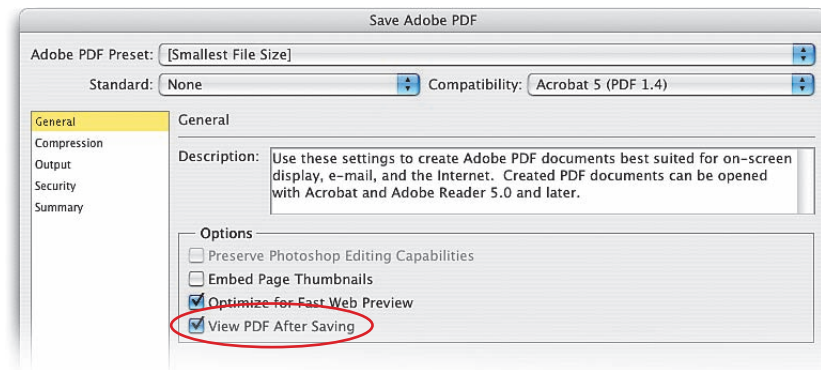 Save Adobe PDF
Adobe PDF Preset: [Smallest File Size]
Standard: None Compatibility: Acrobat 5 (PDF 1.4)
General
Compression
Output
Security
Summary
General
Description: Use these settings to create Adobe PDF documents best suited for on-screen
display, e-mail, and the Internet. Created PDF documents can be opened
with Acrobat and Adobe Reader 5.0 and later.
Options
Preserve Photoshop Editing Capabilities
Embed Page Thumbnails
Optimize for Fast Web Preview
View PDF After Saving